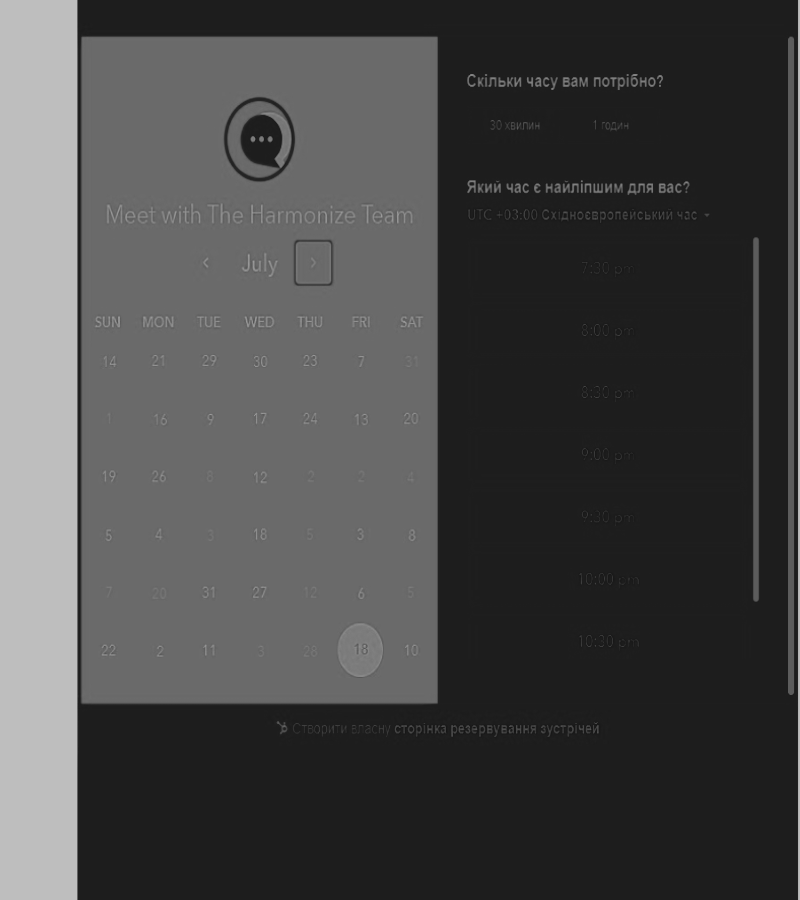 Meet with The Harmonize Team
July
SUN MON TUE WED THU FRI SAT
14 21 29 30 23 7 31
1 16 9 17 24 13 20
19 26 8 12 2 2 4
5 4 3 18 5 3 8
7 20 31 27 12 6 5
22 2 11 3 28 18 10
Скільки часу вам потрібно?
30 хвилин 1 годин
Який час є найліпшим для вас?
UTC +03:00 Східноєвропейський час
7:30 pm
8:00 pm
8:30 pm
9:00 pm
9:30 pm
10:00 pm
10:30 pm
Створити власну сторінка резервування зустрічей